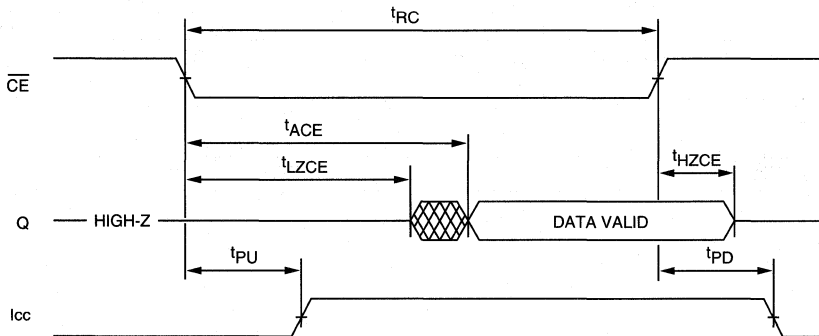 tRC
CE
tACE
tLZCE
tHZCE
Q
HIGH-Z
DATA VALID
tPU
tPD
Icc